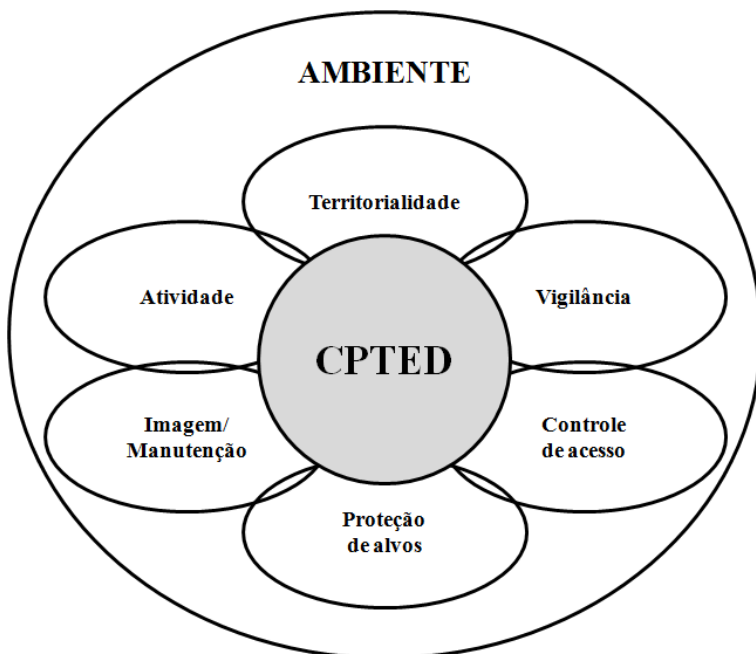 AMBIENTE
Territorialidade
Atividade
Vigilância
CPTED
Imagem/
Manutenção
Controle
de acesso
Proteção
de alvos